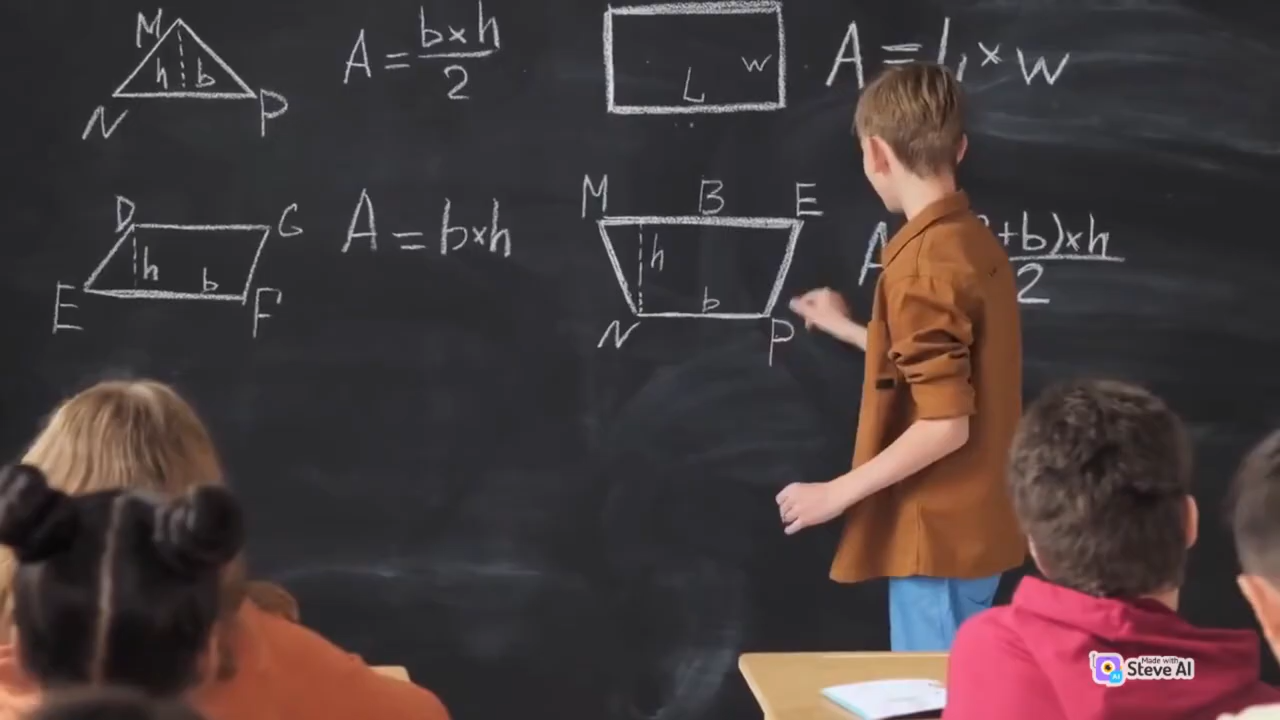 M
h b
N P
A = b×h
2
L w
A = L × w
D G
h b
E F
A = b×h
M B E
h b
N P
A +b)×h
2
Made with
Steve AI